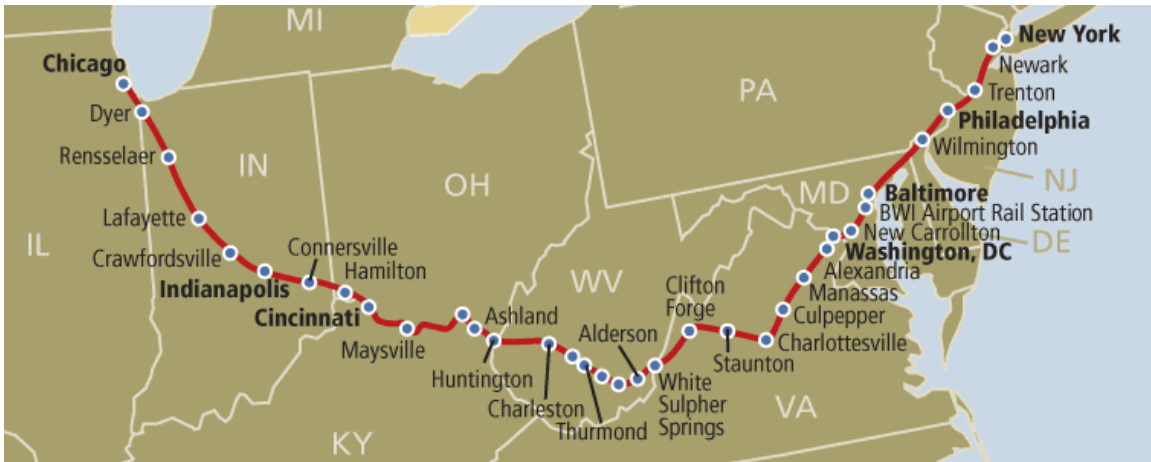 MI
New York
Chicago
Newark
Trenton
PA
Dyer
Philadelphia
Wilmington
Rensselaer
IN
OH
NJ
MD
Baltimore
BWI Airport Rail Station
New Carrollton
Washington, DC
DE
Lafayette
IL
Crawfordsville
Connersville
Hamilton
Indianapolis
Cincinnati
WV
Clifton
Forge
Alexandria
Manassas
Culpepper
Charlottesville
Ashland
Alderson
Maysville
Staunton
Huntington
White
Sulpher
Springs
Charleston
Thurmond
VA
KY